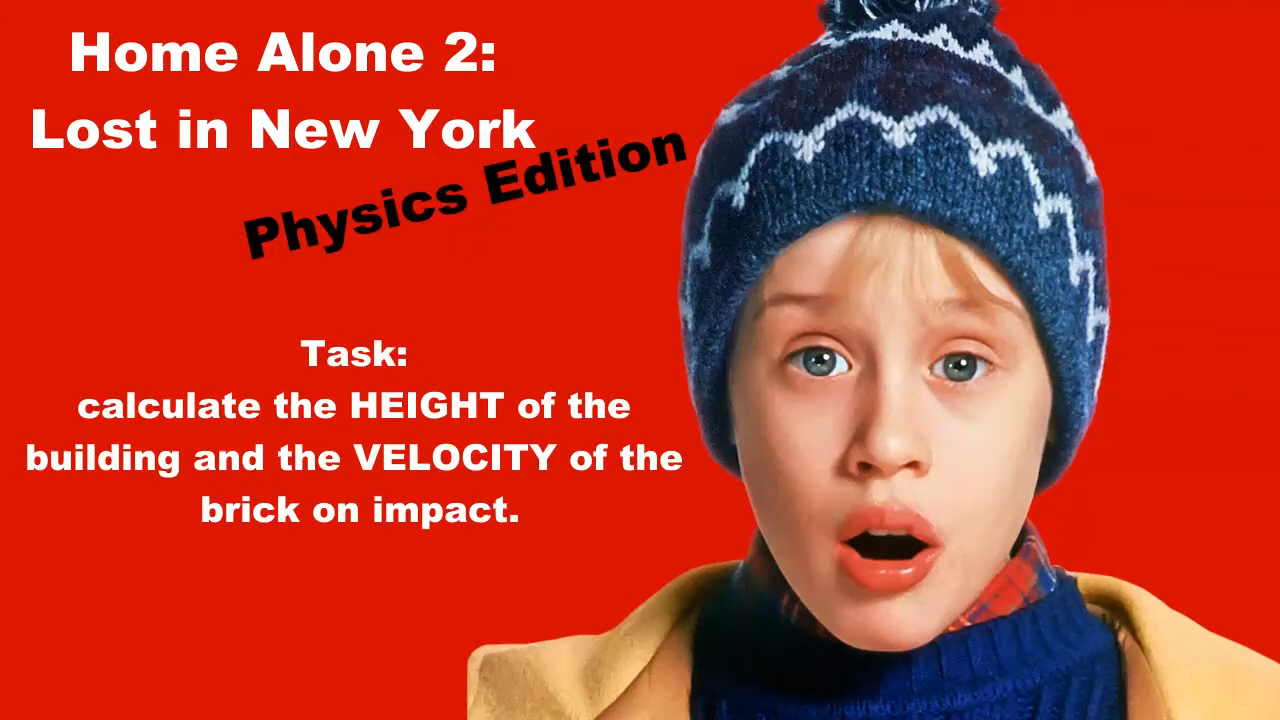 Home Alone 2:
Lost in New York
Physics Edition
Task:
calculate the HEIGHT of the
building and the VELOCITY of the
brick on impact.